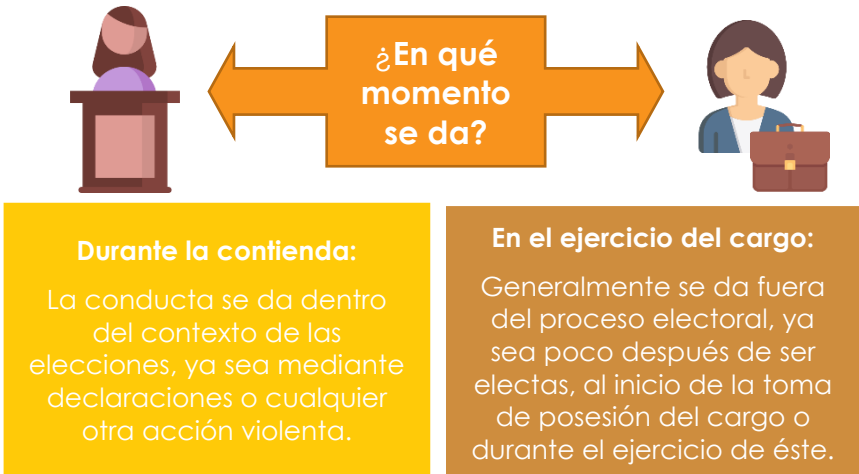 ¿En qué
momento
se da?
Durante la contienda:
La conducta se da dentro
del contexto de las
elecciones, ya sea mediante
declaraciones o cualquier
otra acción violenta.
En el ejercicio del cargo:
Generalmente se da fuera
del proceso electoral, ya
sea poco después de ser
electas, al inicio de la toma
de posesión del cargo o
durante el ejercicio de éste.